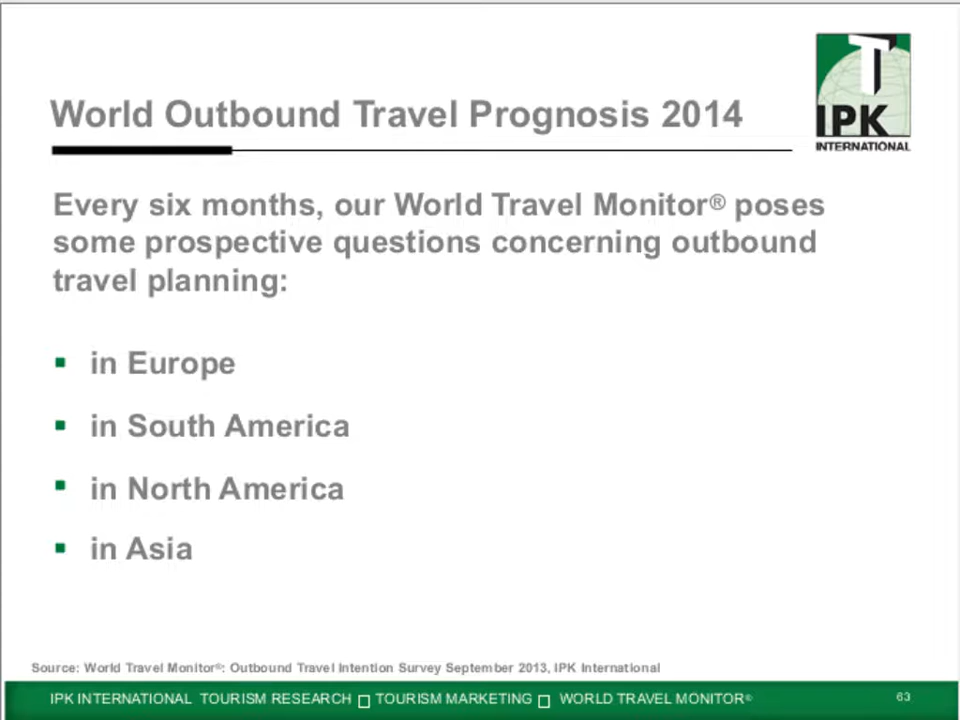 T
IPK
INTERNATIONAL
World Outbound Travel Prognosis 2014
Every six months, our World Travel Monitor® poses
some prospective questions concerning outbound
travel planning:
▪ in Europe
▪ in South America
▪ in North America
▪ in Asia
Source: World Travel Monitor®: Outbound Travel Intention Survey September 2013, IPK International
IPK INTERNATIONAL TOURISM RESEARCH □ TOURISM MARKETING □ WORLD TRAVEL MONITOR® 63